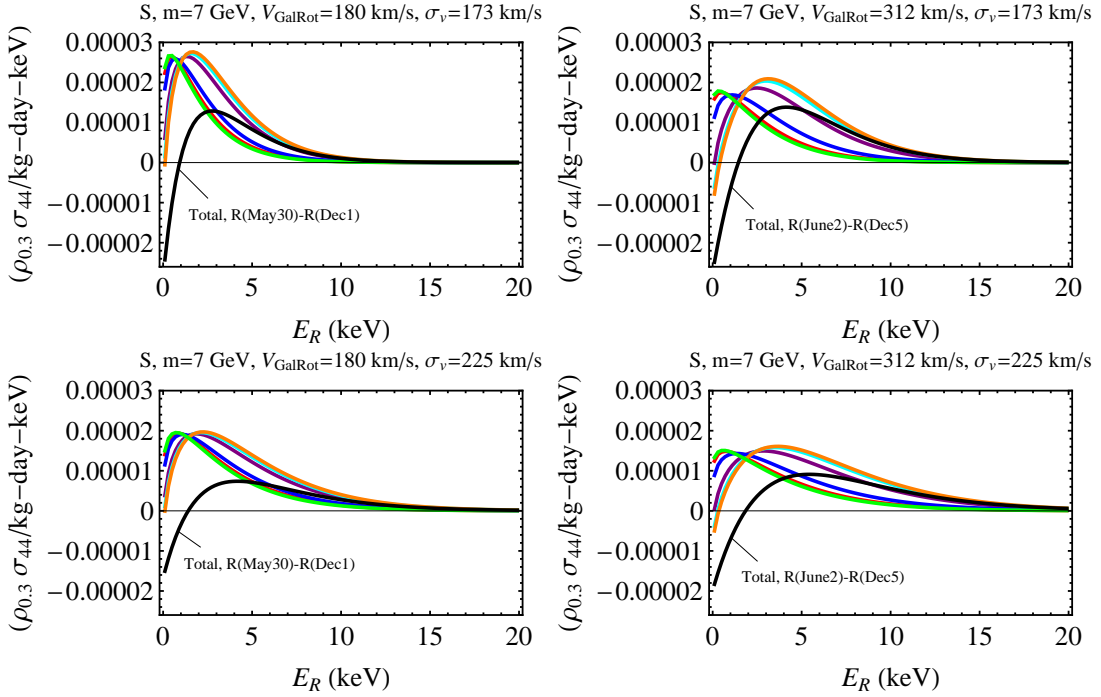 S, m=7 GeV, V_GalRot=180 km/s, σ_v=173 km/s
(ρ_0.3 σ_44/kg−day−keV)
0.00003
0.00002
0.00001
0
−0.00001
−0.00002
Total, R(May30)-R(Dec1)
0 5 10 15 20
E_R (keV)
S, m=7 GeV, V_GalRot=312 km/s, σ_v=173 km/s
(ρ_0.3 σ_44/kg−day−keV)
0.00003
0.00002
0.00001
0
−0.00001
−0.00002
Total, R(June2)-R(Dec5)
0 5 10 15 20
E_R (keV)
S, m=7 GeV, V_GalRot=180 km/s, σ_v=225 km/s
(ρ_0.3 σ_44/kg−day−keV)
0.00003
0.00002
0.00001
0
−0.00001
−0.00002
Total, R(May30)-R(Dec1)
0 5 10 15 20
E_R (keV)
S, m=7 GeV, V_GalRot=312 km/s, σ_v=225 km/s
(ρ_0.3 σ_44/kg−day−keV)
0.00003
0.00002
0.00001
0
−0.00001
−0.00002
Total, R(June2)-R(Dec5)
0 5 10 15 20
E_R (keV)